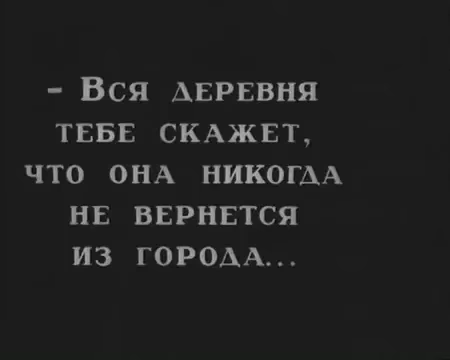 - Вся деревня
тебе скажет,
что она никогда
не вернется
из города...